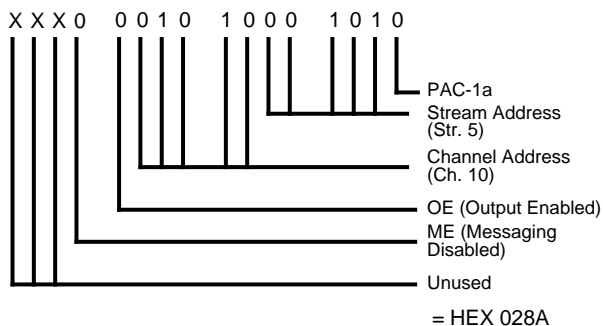 X X X 0 0 0 1 0 1 0 0 0 1 0 1 0
PAC-1a
Stream Address
(Str. 5)
Channel Address
(Ch. 10)
OE (Output Enabled)
ME (Messaging
Disabled)
Unused
= HEX 028A